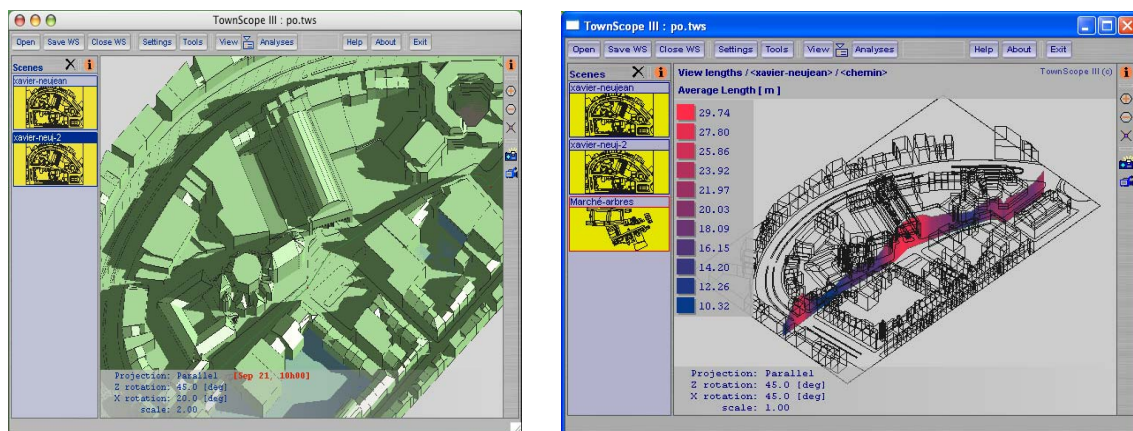 TownScope III : po.tws
Open Save WS Close WS Settings Tools View Analyses Help About Exit
Scenes
xavier-neujean
xavier-neuj-2
Projection: Parallel [Sep 21, 10h00]
Z rotation: 45.0 [deg]
X rotation: 20.0 [deg]
scale: 2.00
TownScope III : po.tws
Open Save WS Close WS Settings Tools View Analyses Help About Exit
Scenes
xavier-neujean
xavier-neuj-2
Marché-arbres
View lengths / <xavier-neujean> / <chemin>
TownScope III (c)
Average Length [ m ]
29.74
27.80
25.86
23.92
21.97
20.03
18.09
16.15
14.20
12.26
10.32
Projection: Parallel
Z rotation: 45.0 [deg]
X rotation: 45.0 [deg]
scale: 1.00